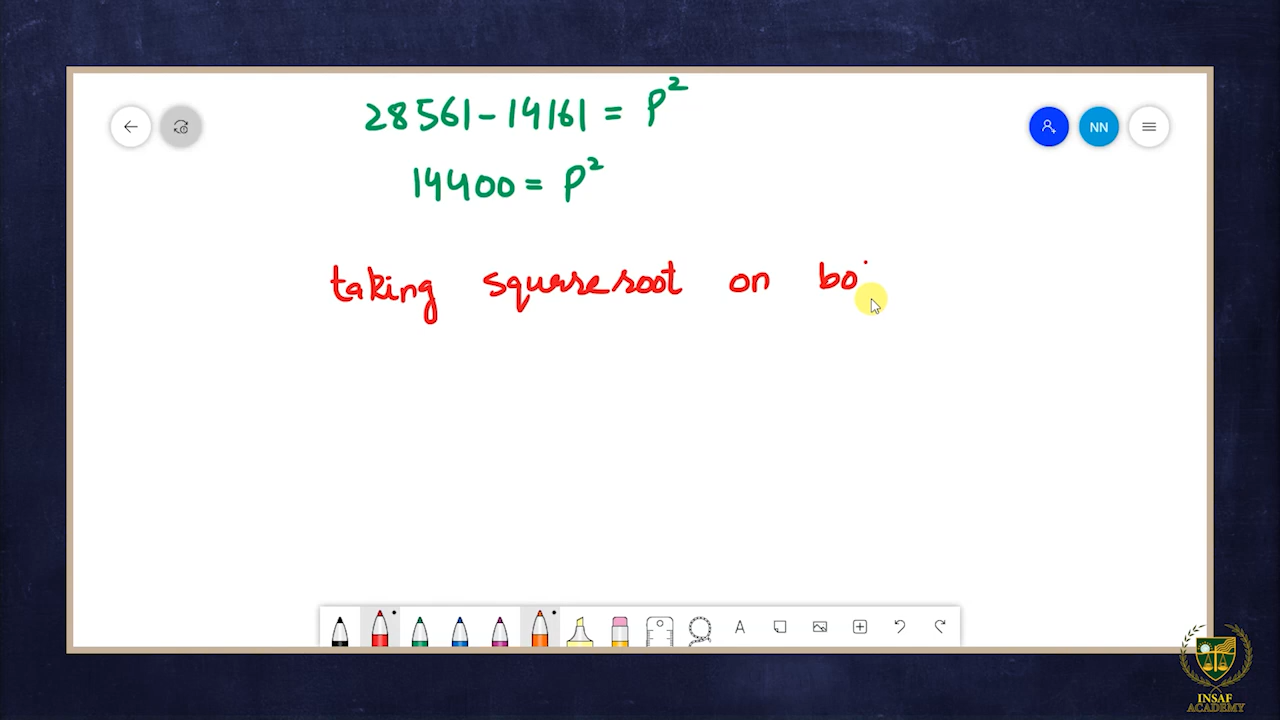 28561-14161 = P²
14400 = P²
NN
taking squareroot on bo
A
INSAF
ACADEMY